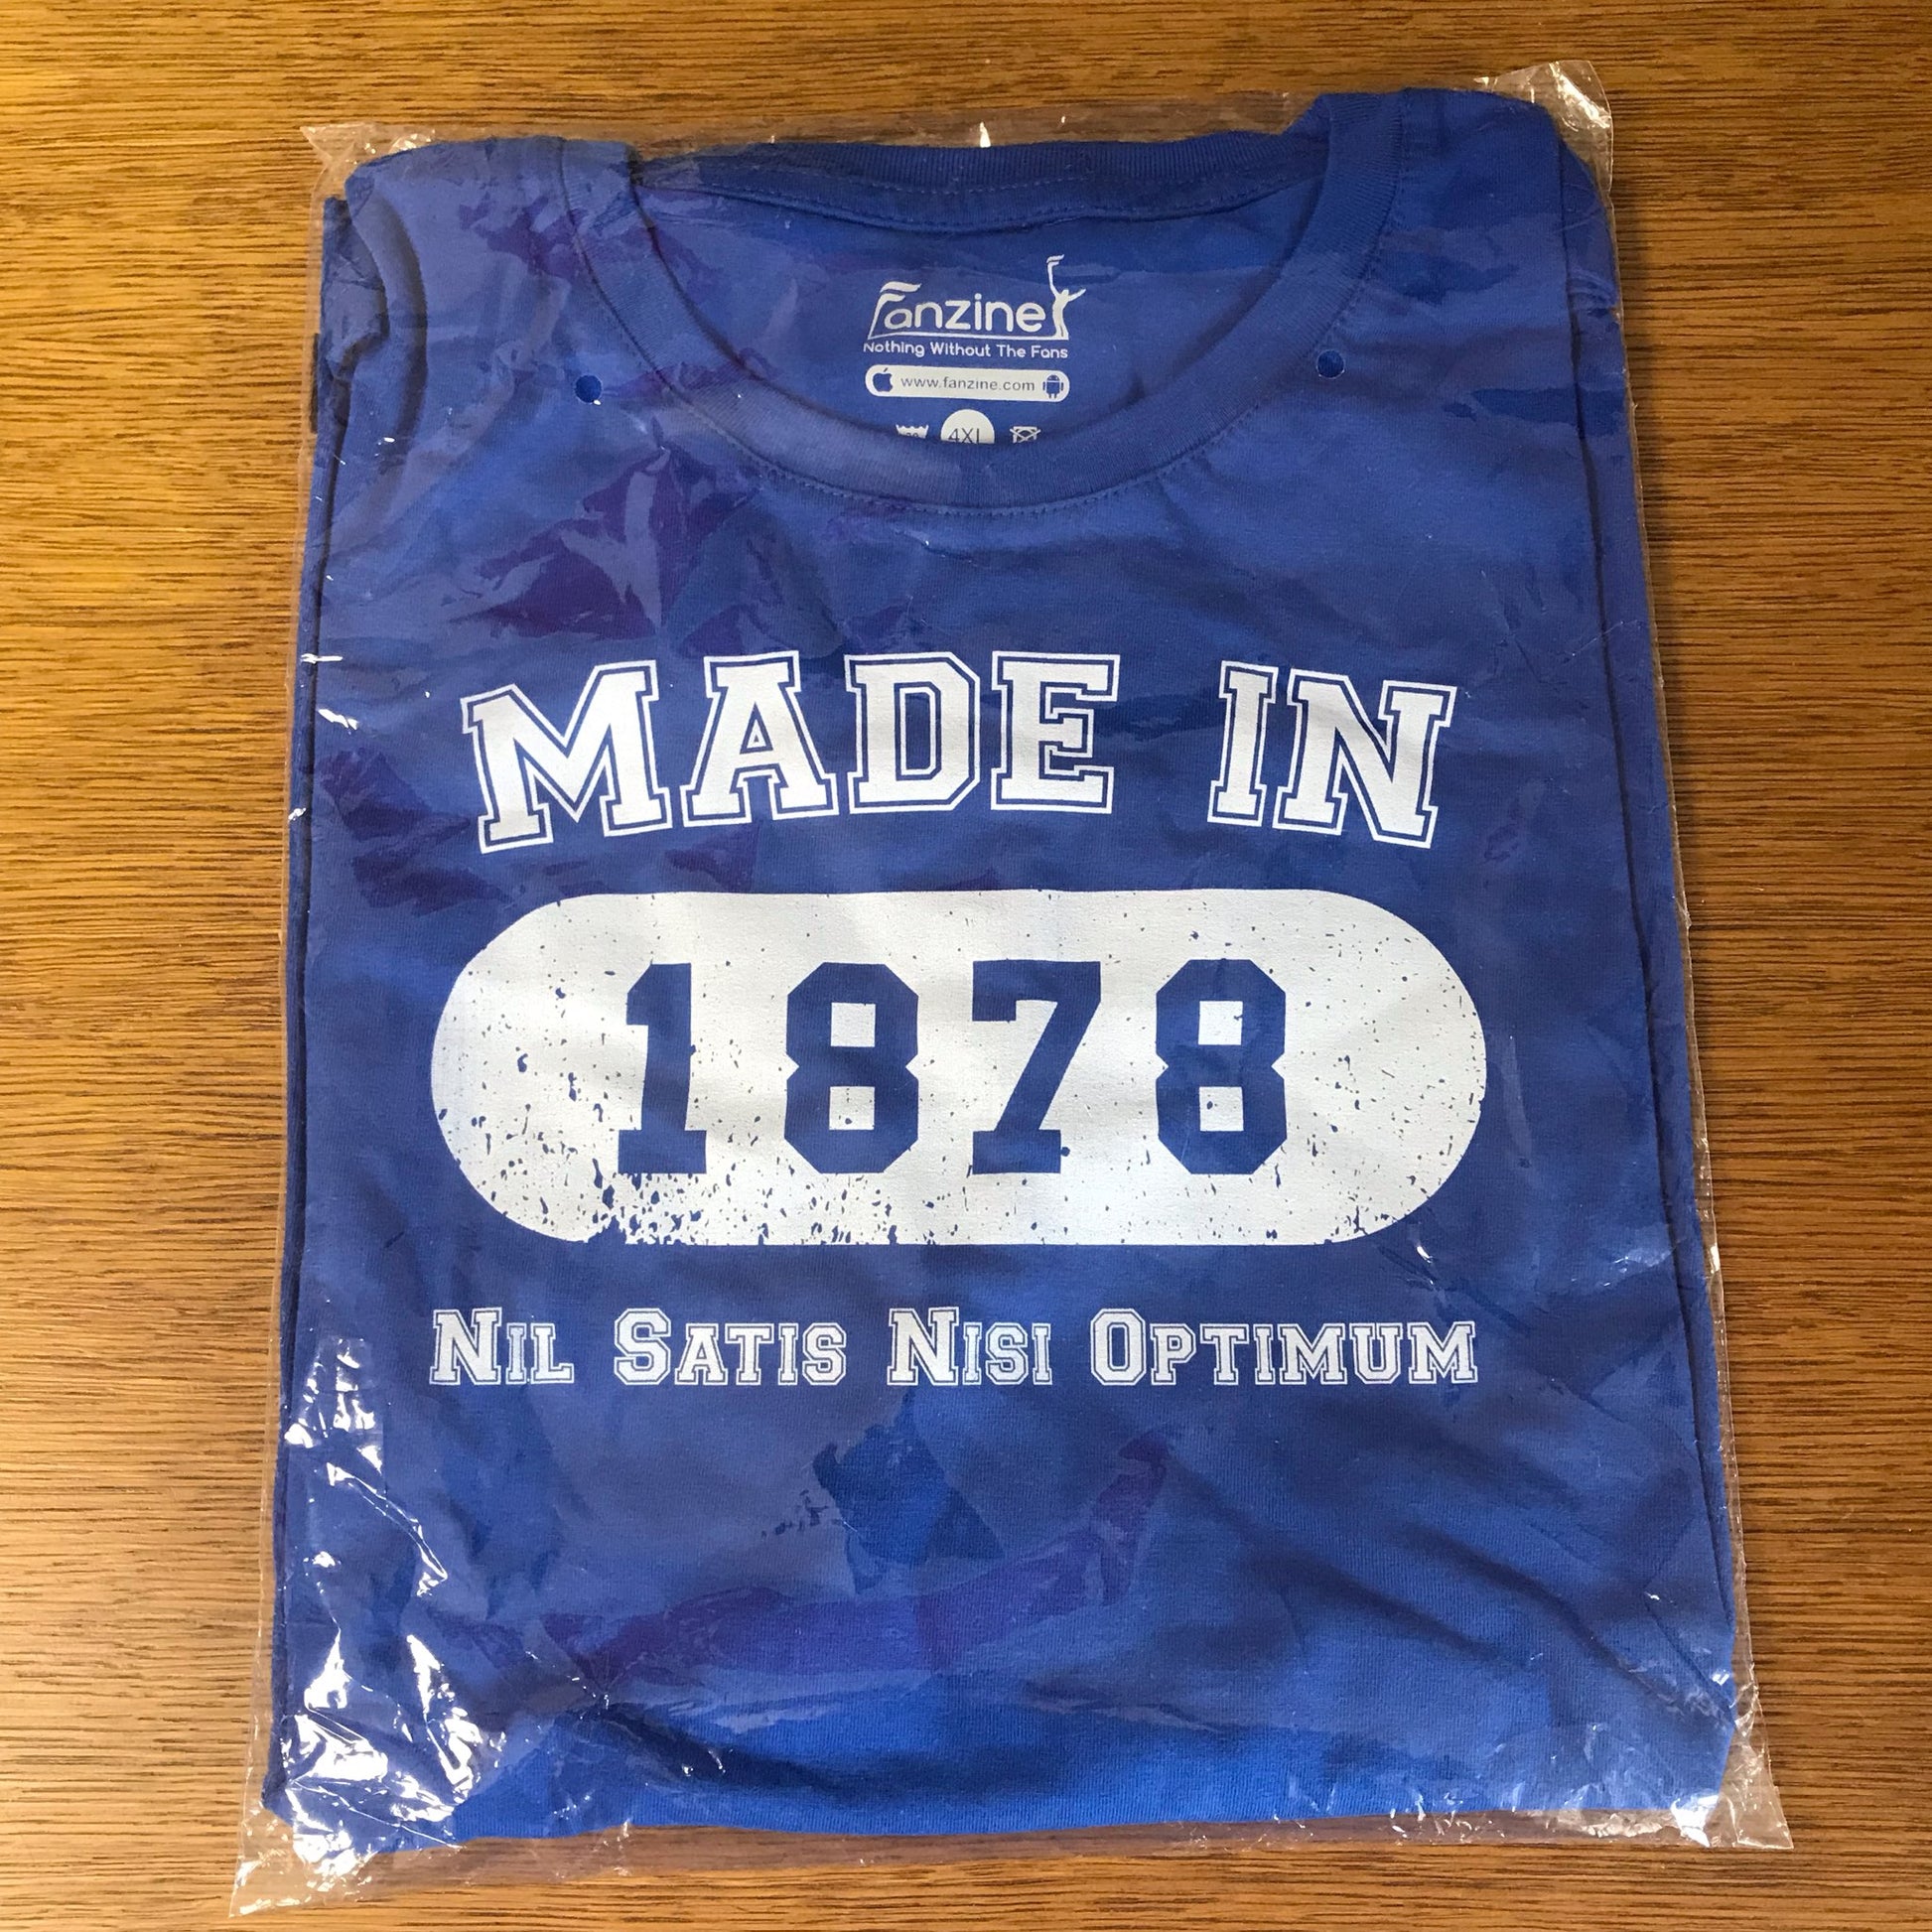 Fanzine
Nothing Without The Fans
www.fanzine.com
4XL
MADE IN
1878
NIL SATIS NISI OPTIMUM